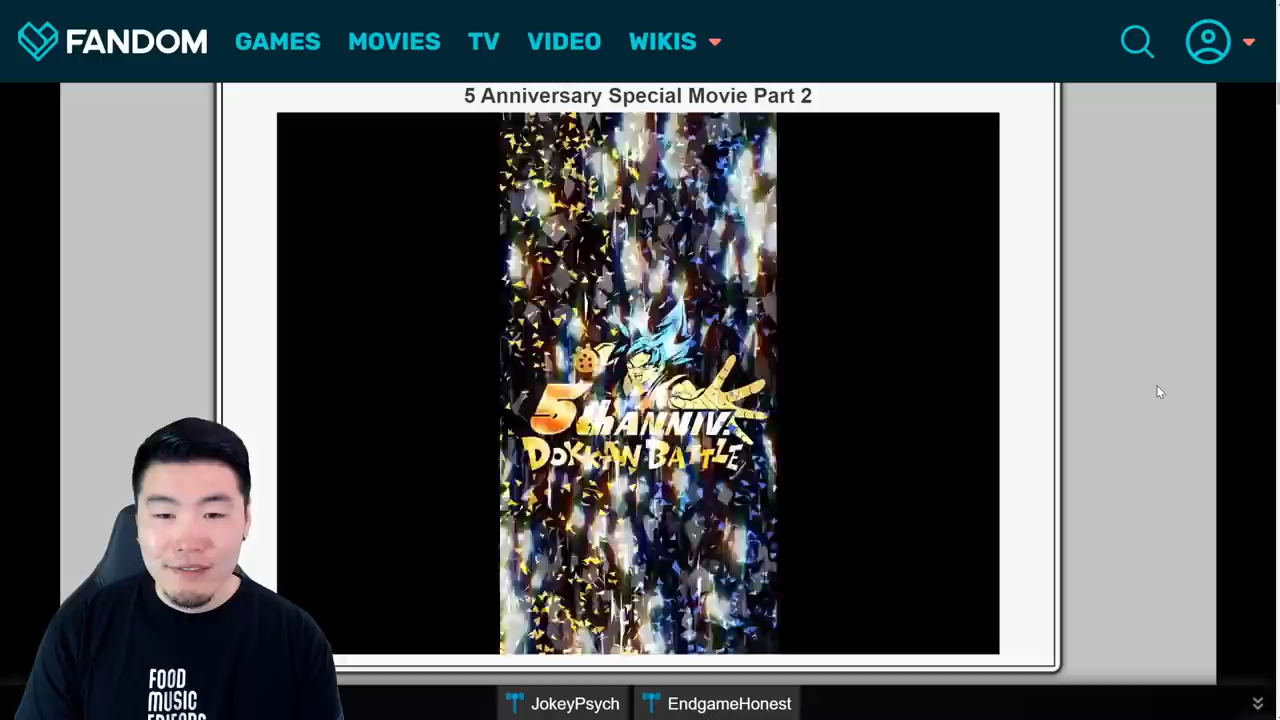 FANDOM GAMES MOVIES TV VIDEO WIKIS
5 Anniversary Special Movie Part 2
5th ANNIV.
DOKKAN BATTLE
FOOD
MUSIC
JokeyPsych EndgameHonest